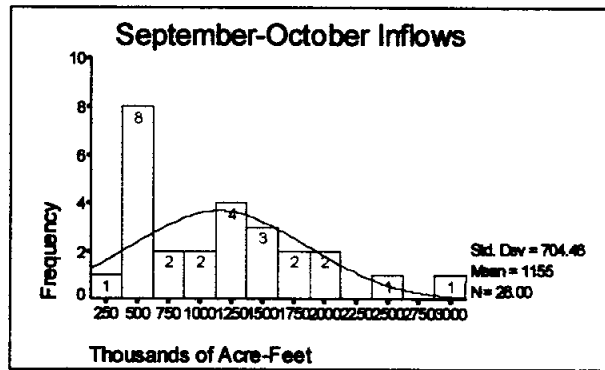 September-October Inflows
10
8
6
4
2
0
Frequency
1
8
2
2
4
3
2
2
1
1
250 500 750 1000 1250 1500 1750 2000 2250 2500 2750 3000
Std. Dev = 704.46
Mean = 1155
N = 26.00
Thousands of Acre-Feet